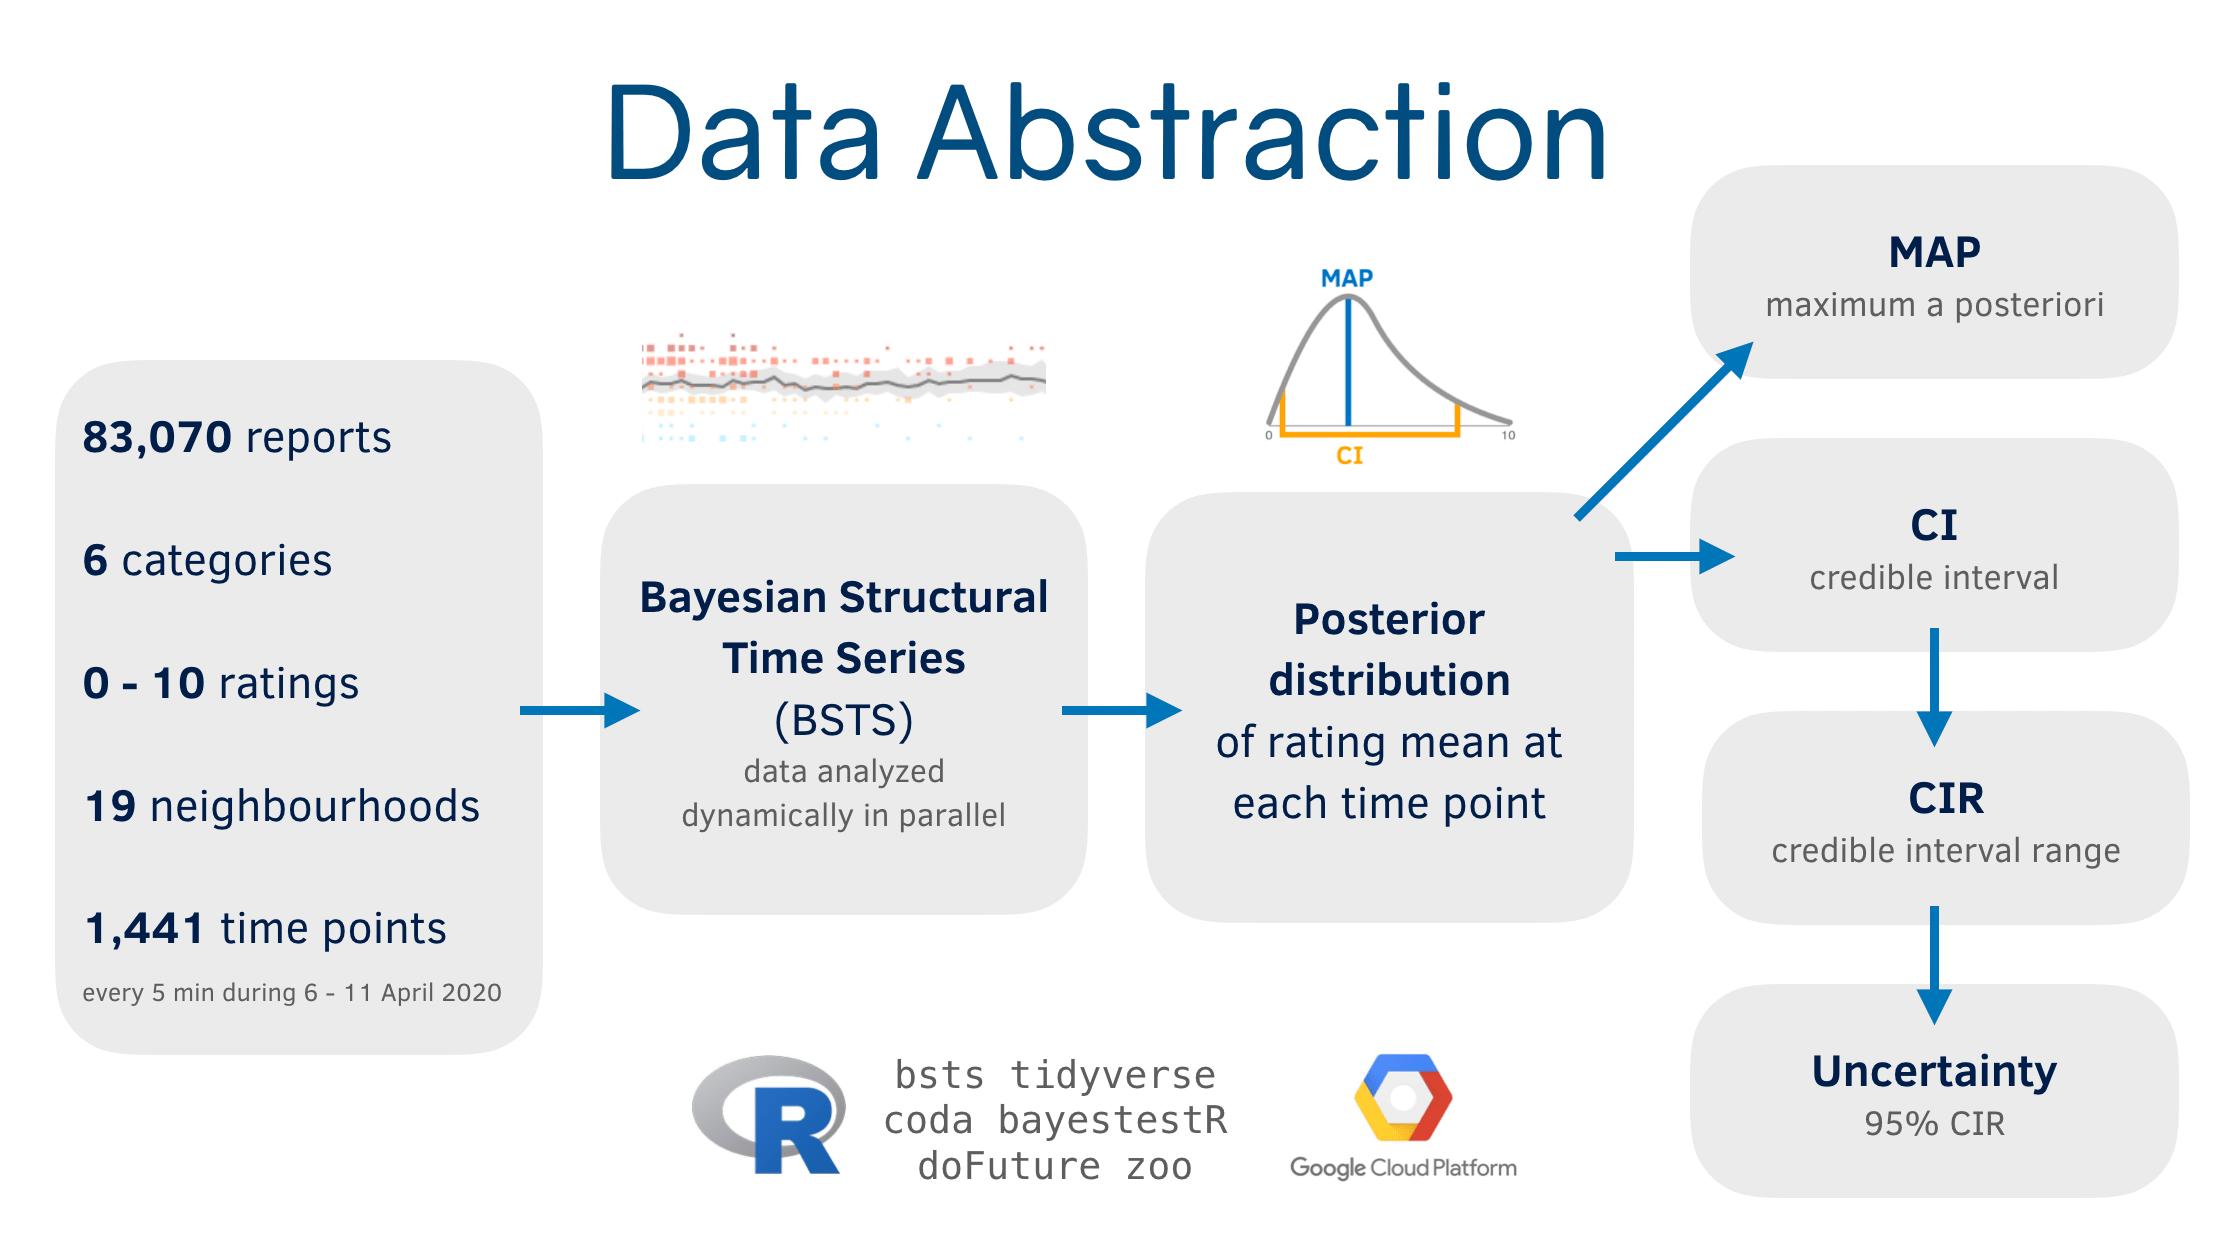 Data Abstraction
83,070 reports
6 categories
0 - 10 ratings
19 neighbourhoods
1,441 time points
every 5 min during 6 - 11 April 2020
Bayesian Structural
Time Series
(BSTS)
data analyzed
dynamically in parallel
MAP
0
10
CI
Posterior
distribution
of rating mean at
each time point
MAP
maximum a posteriori
CI
credible interval
CIR
credible interval range
Uncertainty
95% CIR
R
bsts tidyverse
coda bayestestR
doFuture zoo
Google Cloud Platform